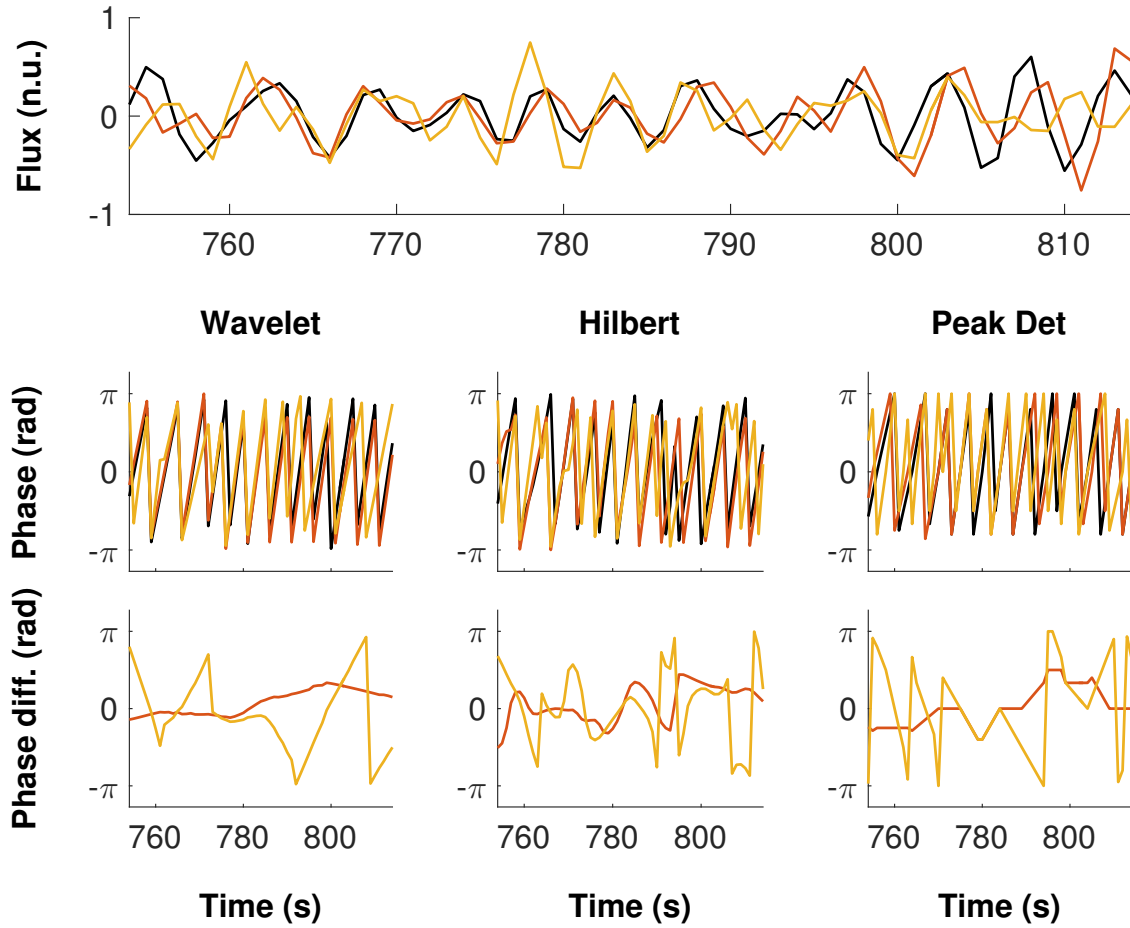 Flux (n.u.)
1
0
-1
760 770 780 790 800 810
Wavelet Hilbert Peak Det
Phase (rad)
π π π
0 0 0
-π -π -π
Phase diff. (rad)
π π π
0 0 0
-π -π -π
760 780 800 760 780 800 760 780 800
Time (s) Time (s) Time (s)